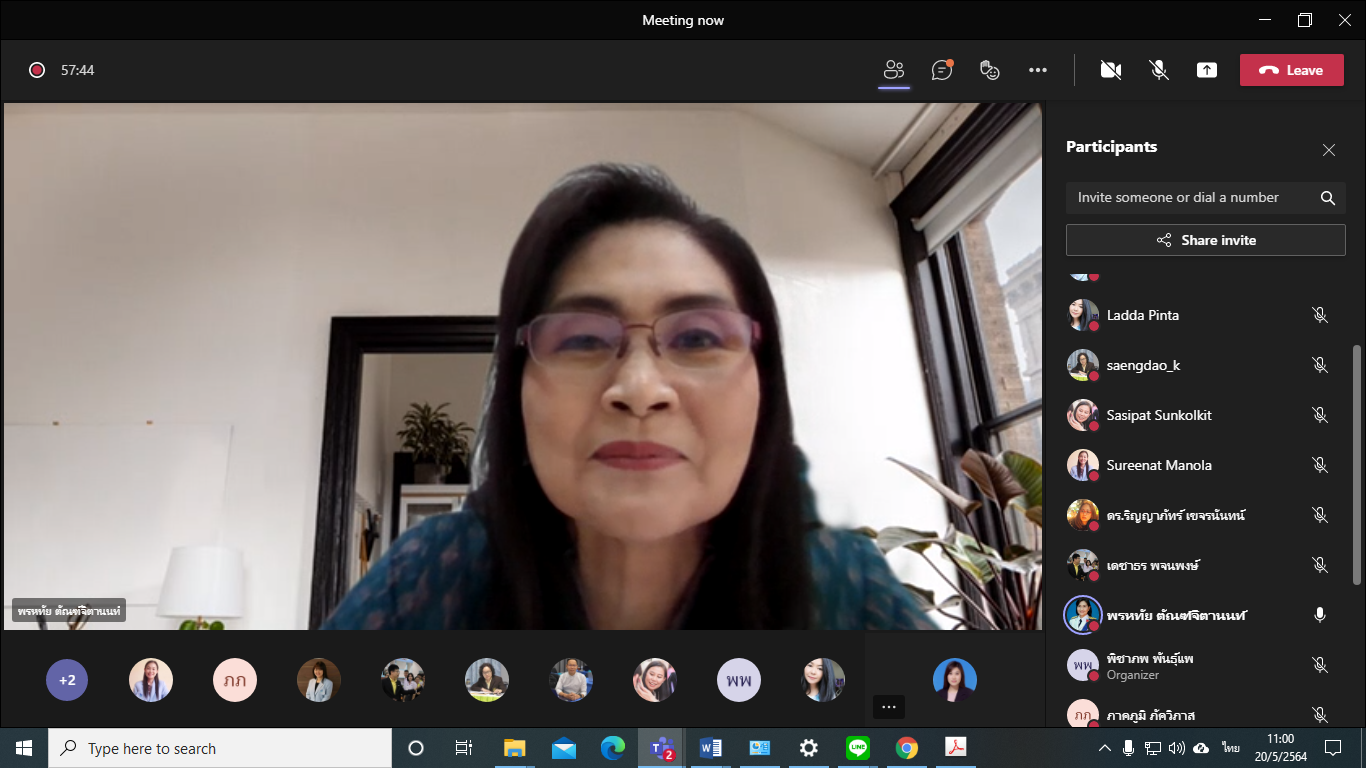 Meeting now
57:44
Leave
Participants
Invite someone or dial a number
Share invite
Ladda Pinta
saengdao_k
Sasipat Sunkolkit
Sureenat Manola
ดร.ริญญาภัทร์ เขจรนันทน์
เดชาธร พจนพงษ์
พรหทัย ตัณฑ์จิตานนท์
พิชาภพ พันธุ์แพ
Organizer
ภาคภูมิ ภัควิภาส
พรหทัย ตัณฑ์จิตานนท์
+2
ภภ
พพ
พพ
ภภ
Type here to search
2
ไทย
11:00
20/5/2564